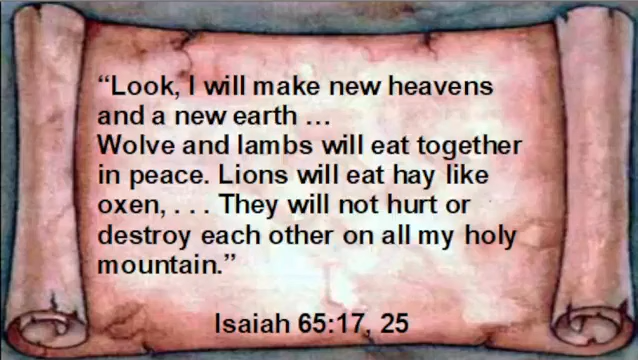 “Look, I will make new heavens
and a new earth …
Wolve and lambs will eat together
in peace. Lions will eat hay like
oxen, . . . They will not hurt or
destroy each other on all my holy
mountain.”
Isaiah 65:17, 25